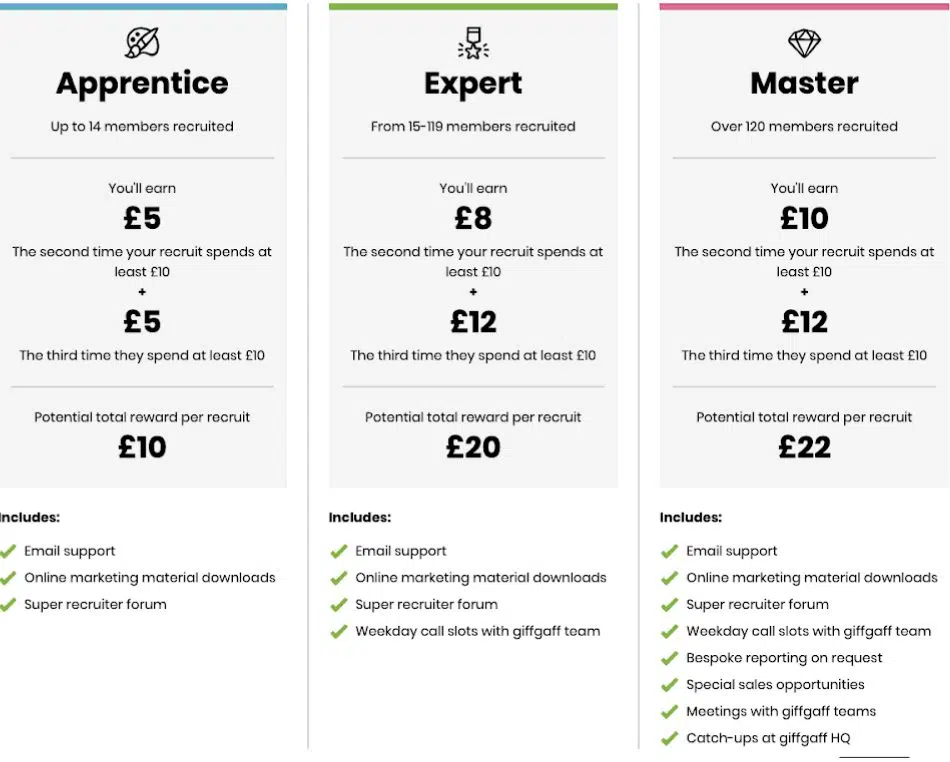 Apprentice
Up to 14 members recruited
You'll earn
£5
The second time your recruit spends at
least £10
+
£5
The third time they spend at least £10
Potential total reward per recruit
£10
Includes:
Email support
Online marketing material downloads
Super recruiter forum
Expert
From 15-119 members recruited
You'll earn
£8
The second time your recruit spends at
least £10
+
£12
The third time they spend at least £10
Potential total reward per recruit
£20
Includes:
Email support
Online marketing material downloads
Super recruiter forum
Weekday call slots with giffgaff team
Master
Over 120 members recruited
You'll earn
£10
The second time your recruit spends at
least £10
+
£12
The third time they spend at least £10
Potential total reward per recruit
£22
Includes:
Email support
Online marketing material downloads
Super recruiter forum
Weekday call slots with giffgaff team
Bespoke reporting on request
Special sales opportunities
Meetings with giffgaff teams
Catch-ups at giffgaff HQ